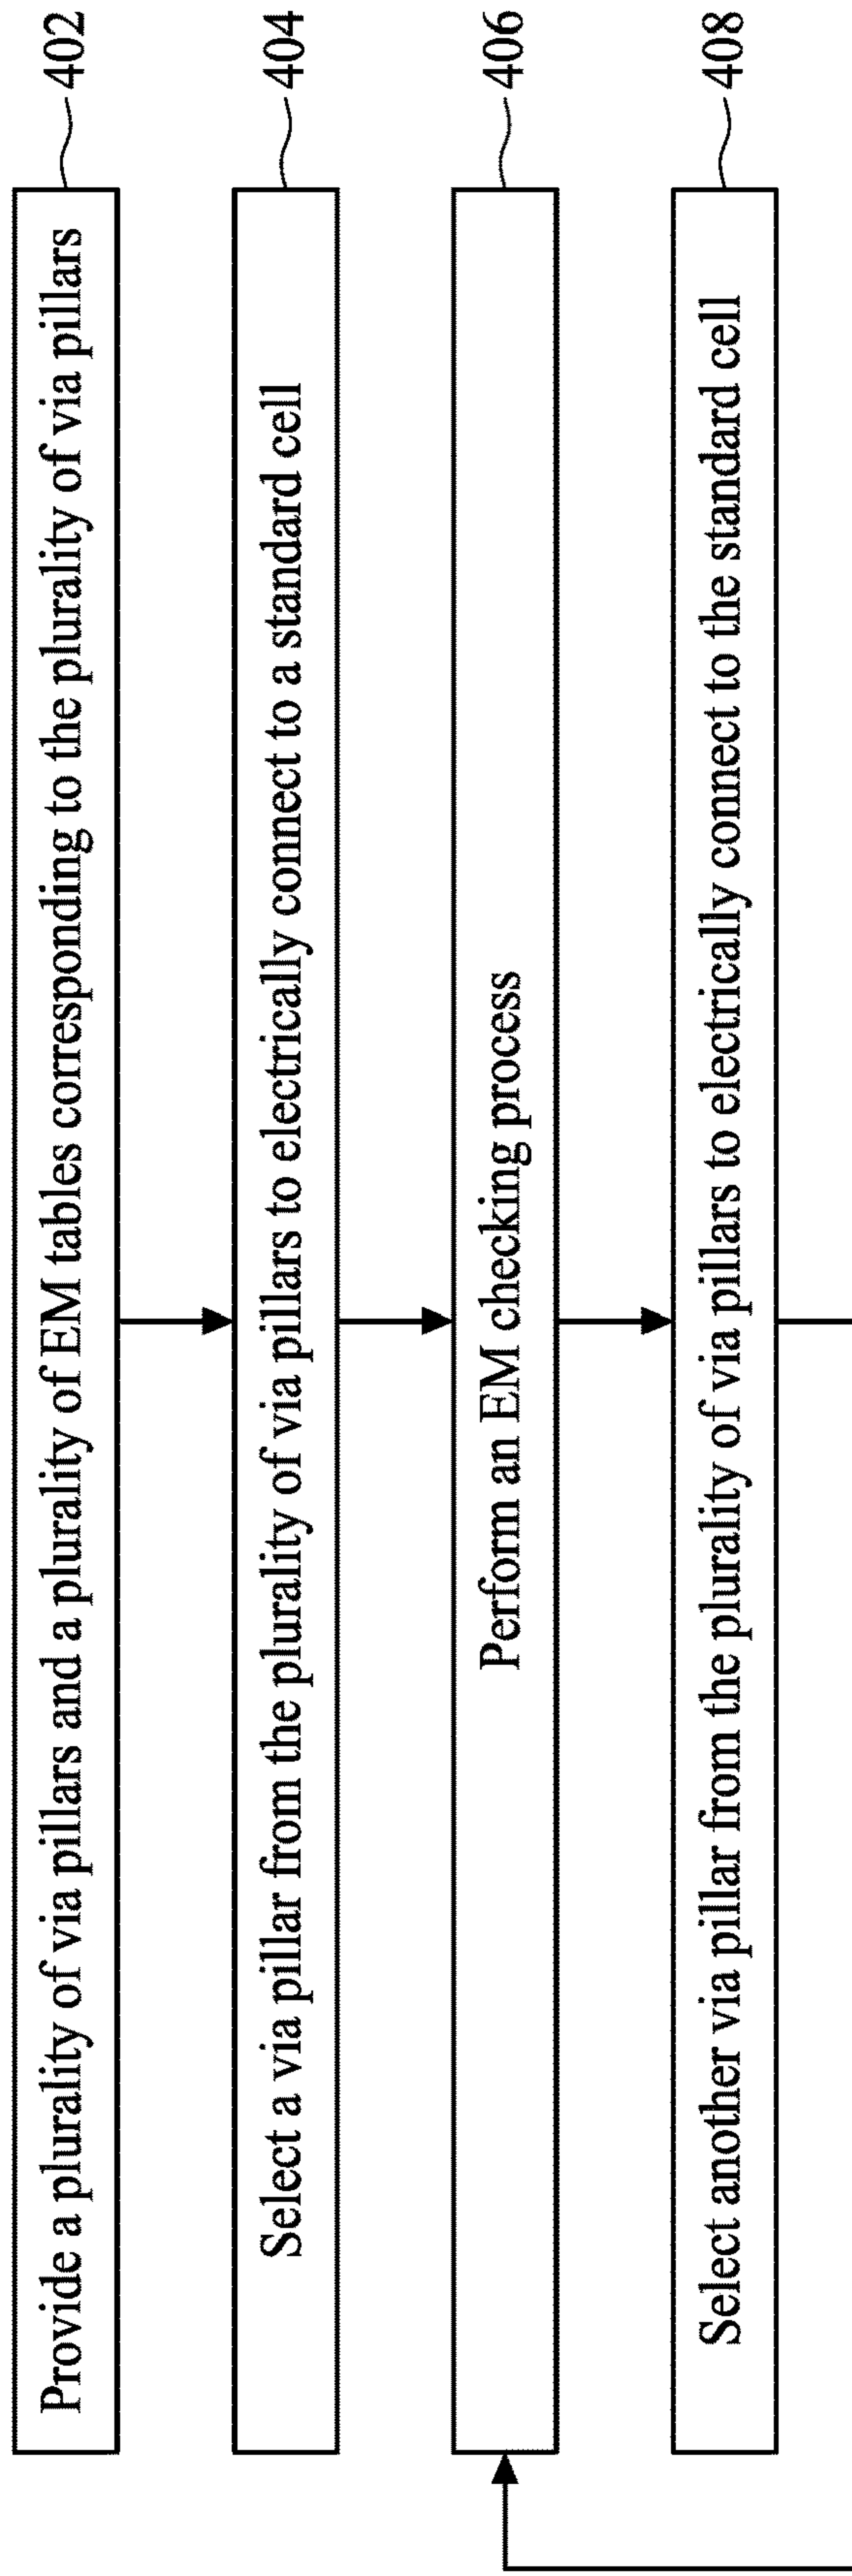 Provide a plurality of via pillars and a plurality of EM tables corresponding to the plurality of via pillars
402
Select a via pillar from the plurality of via pillars to electrically connect to a standard cell
404
Perform an EM checking process
406
Select another via pillar from the plurality of via pillars to electrically connect to the standard cell
408